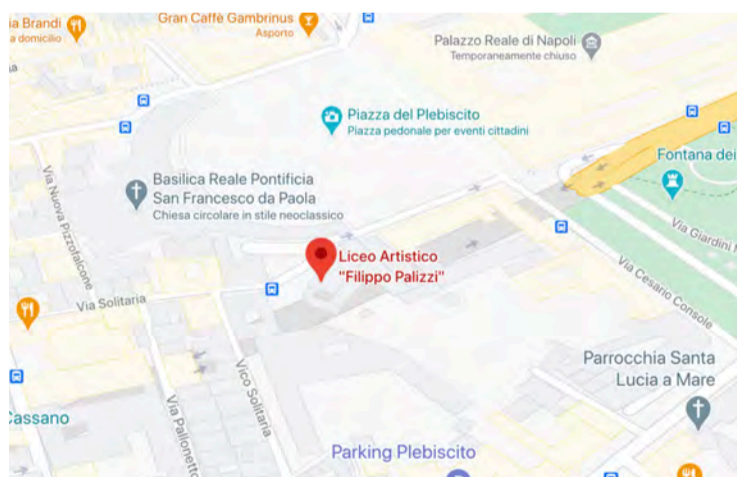 ia Brandi
a domicilio
Gran Caffè Gambrinus
Asporto
Palazzo Reale di Napoli
Temporaneamente chiuso
Piazza del Plebiscito
Piazza pedonale per eventi cittadini
Fontana dei
Via Nuova Pizzofalcone
Basilica Reale Pontificia
San Francesco da Paola
Chiesa circolare in stile neoclassico
Via Giardini
Liceo Artistico
"Filippo Palizzi"
Via Cesario Console
Via Solitaria
Parrocchia Santa
Lucia a Mare
Vico Solitaria
Via Pallonetto
Cassano
Parking Plebiscito